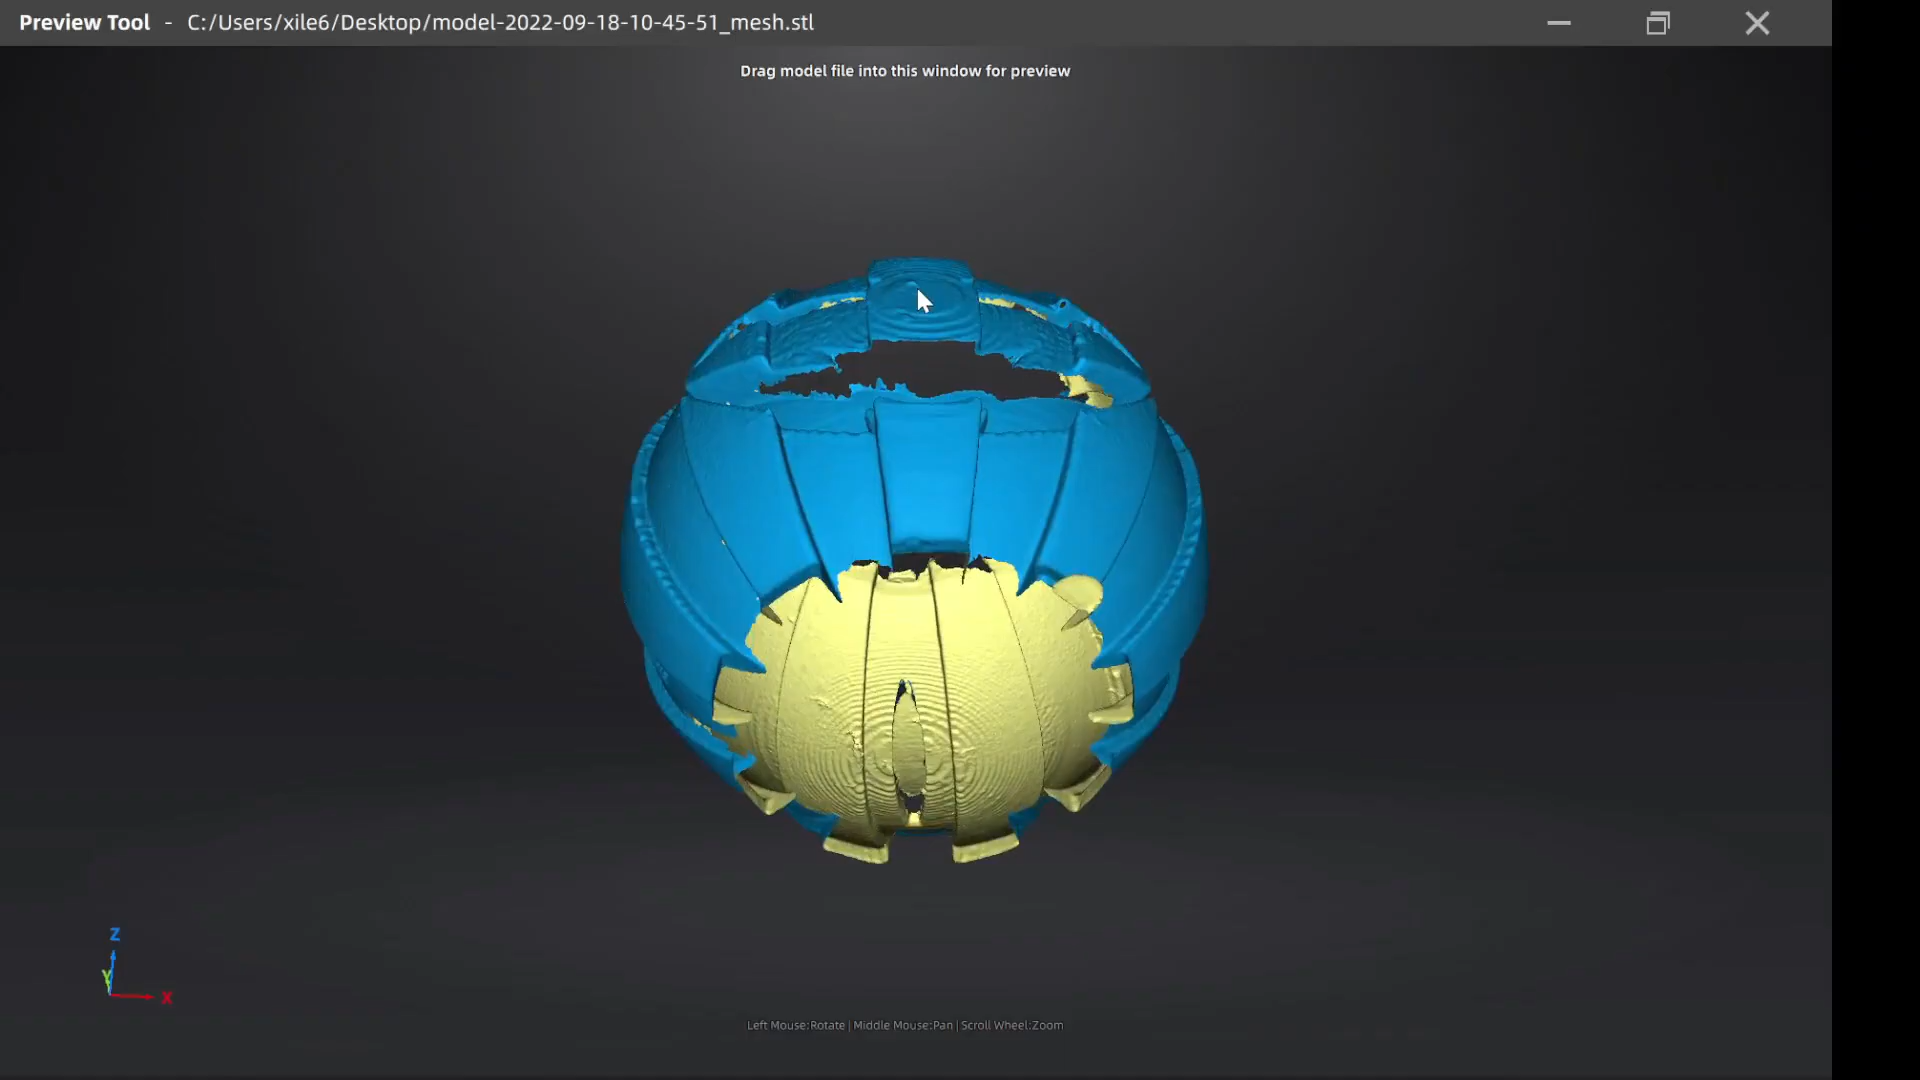 Preview Tool - C:/Users/xile6/Desktop/model-2022-09-18-10-45-51_mesh.stl
Drag model file into this window for preview
Z
Y
X
Left Mouse:Rotate | Middle Mouse:Pan | Scroll Wheel:Zoom